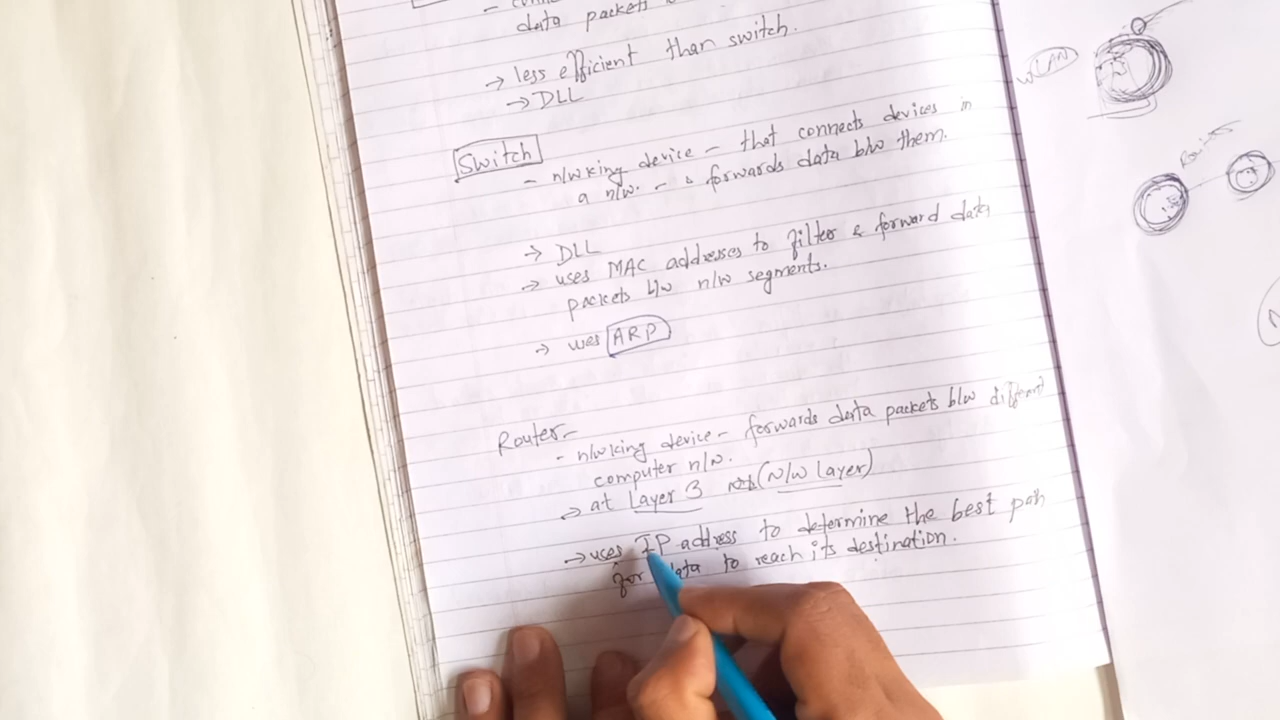 data packets
→ less efficient than switch.
→ DLL
Switch
- n/wking device - that connects devices in
a n/w. - & forwards data b/w them.
→ DLL
→ uses MAC addresses to filter & forward data
packets b/w n/w segments.
→ uses ARP
Router-
- n/wking device - forwards data packets b/w different
computer n/w.
→ at Layer 3 (N/W Layer)
→ uses IP address to determine the best path
for data to reach its destination.
WLAN